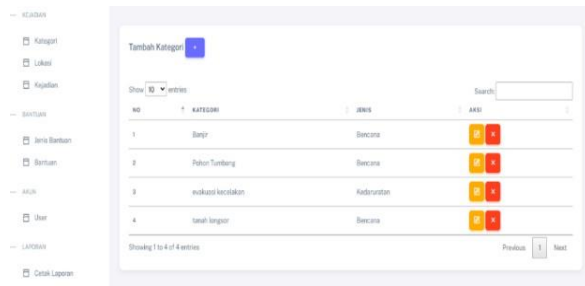 KEJADIAN
Kategori
Lokasi
Kejadian
BANTUAN
Jenis Bantuan
Bantuan
AKUN
User
LAPORAN
Cetak Laporan
Tambah Kategori +
Show 10 entries
Search:
NO KATEGORI JENIS AKSI
1 Banjir Bencana
2 Pohon Tumbang Bencana
3 evakuasi kecelakan Kedaruratan
4 tanah longsor Bencana
Showing 1 to 4 of 4 entries
Previous 1 Next